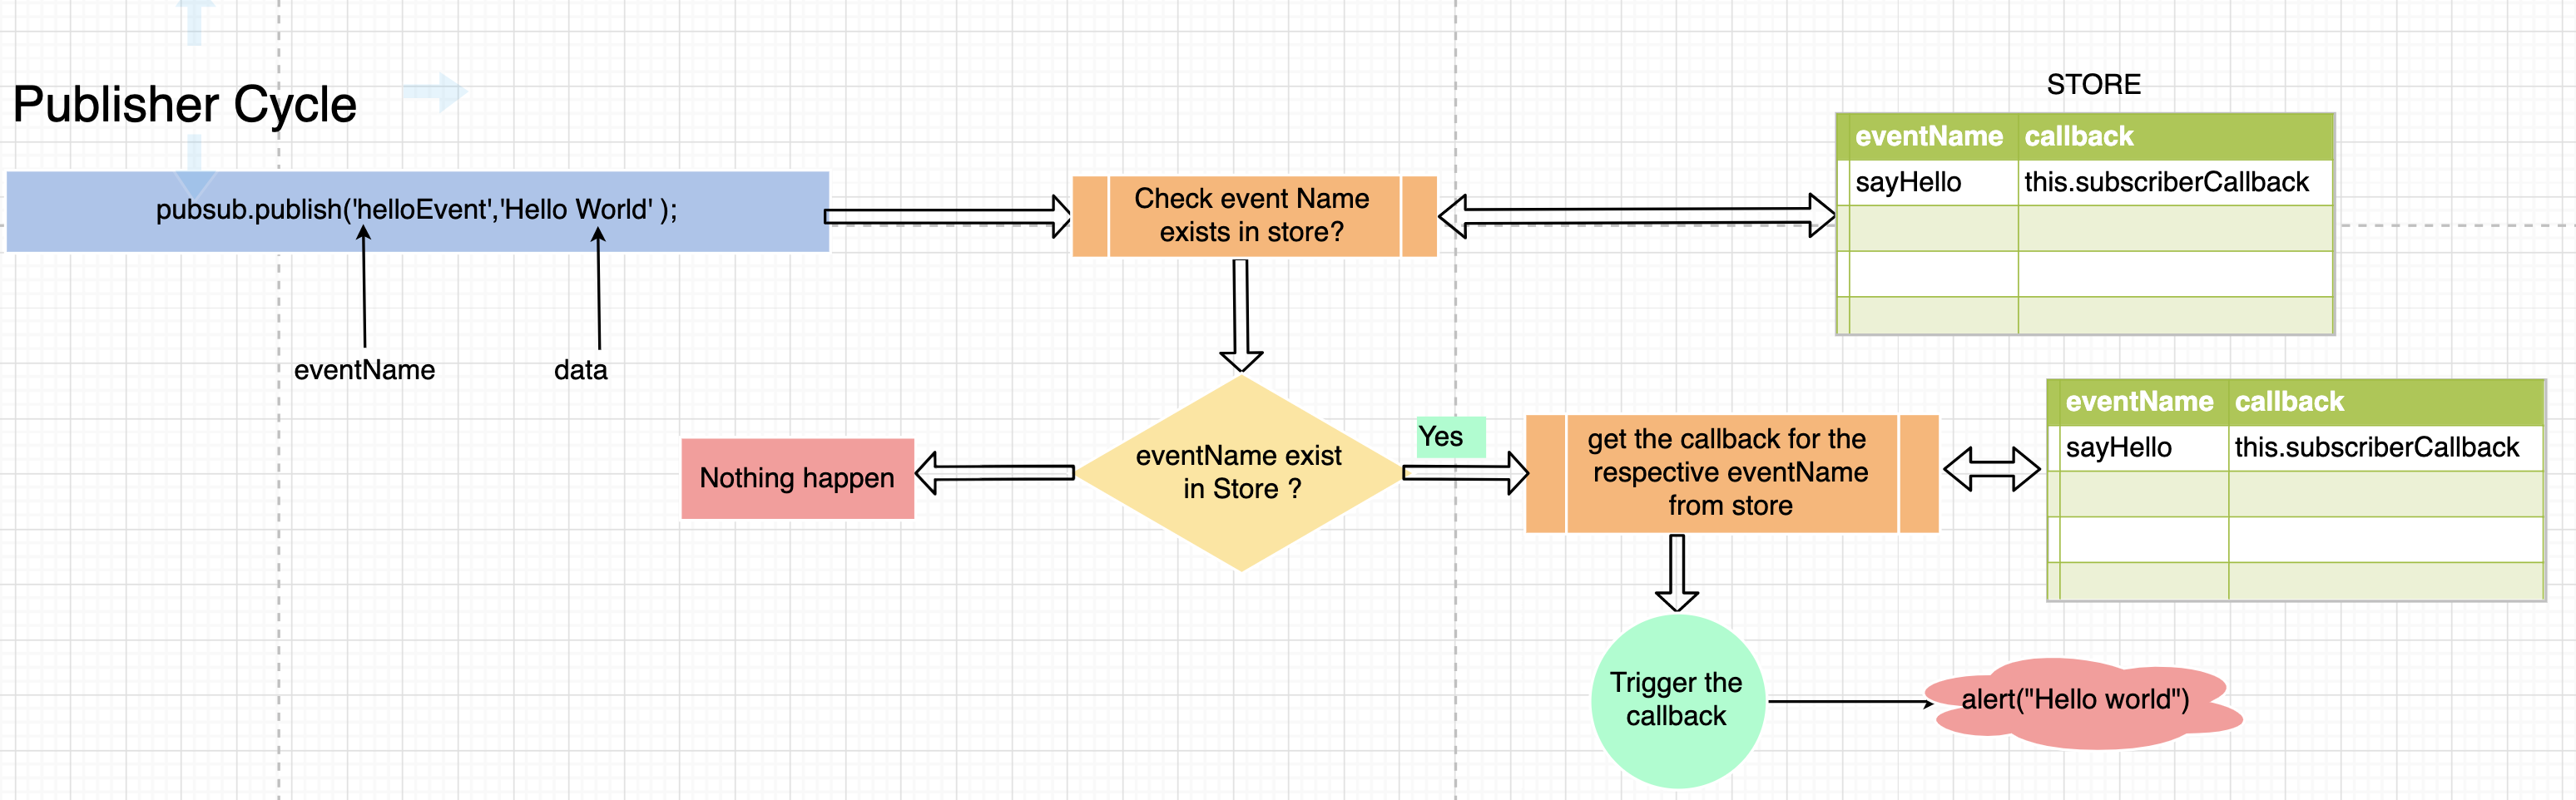 Publisher Cycle
pubsub.publish('helloEvent','Hello World' );
eventName
data
Check event Name
exists in store?
STORE
eventName callback
sayHello this.subscriberCallback
eventName exist
in Store ?
Nothing happen
Yes
get the callback for the
respective eventName
from store
eventName callback
sayHello this.subscriberCallback
Trigger the
callback
alert("Hello world")